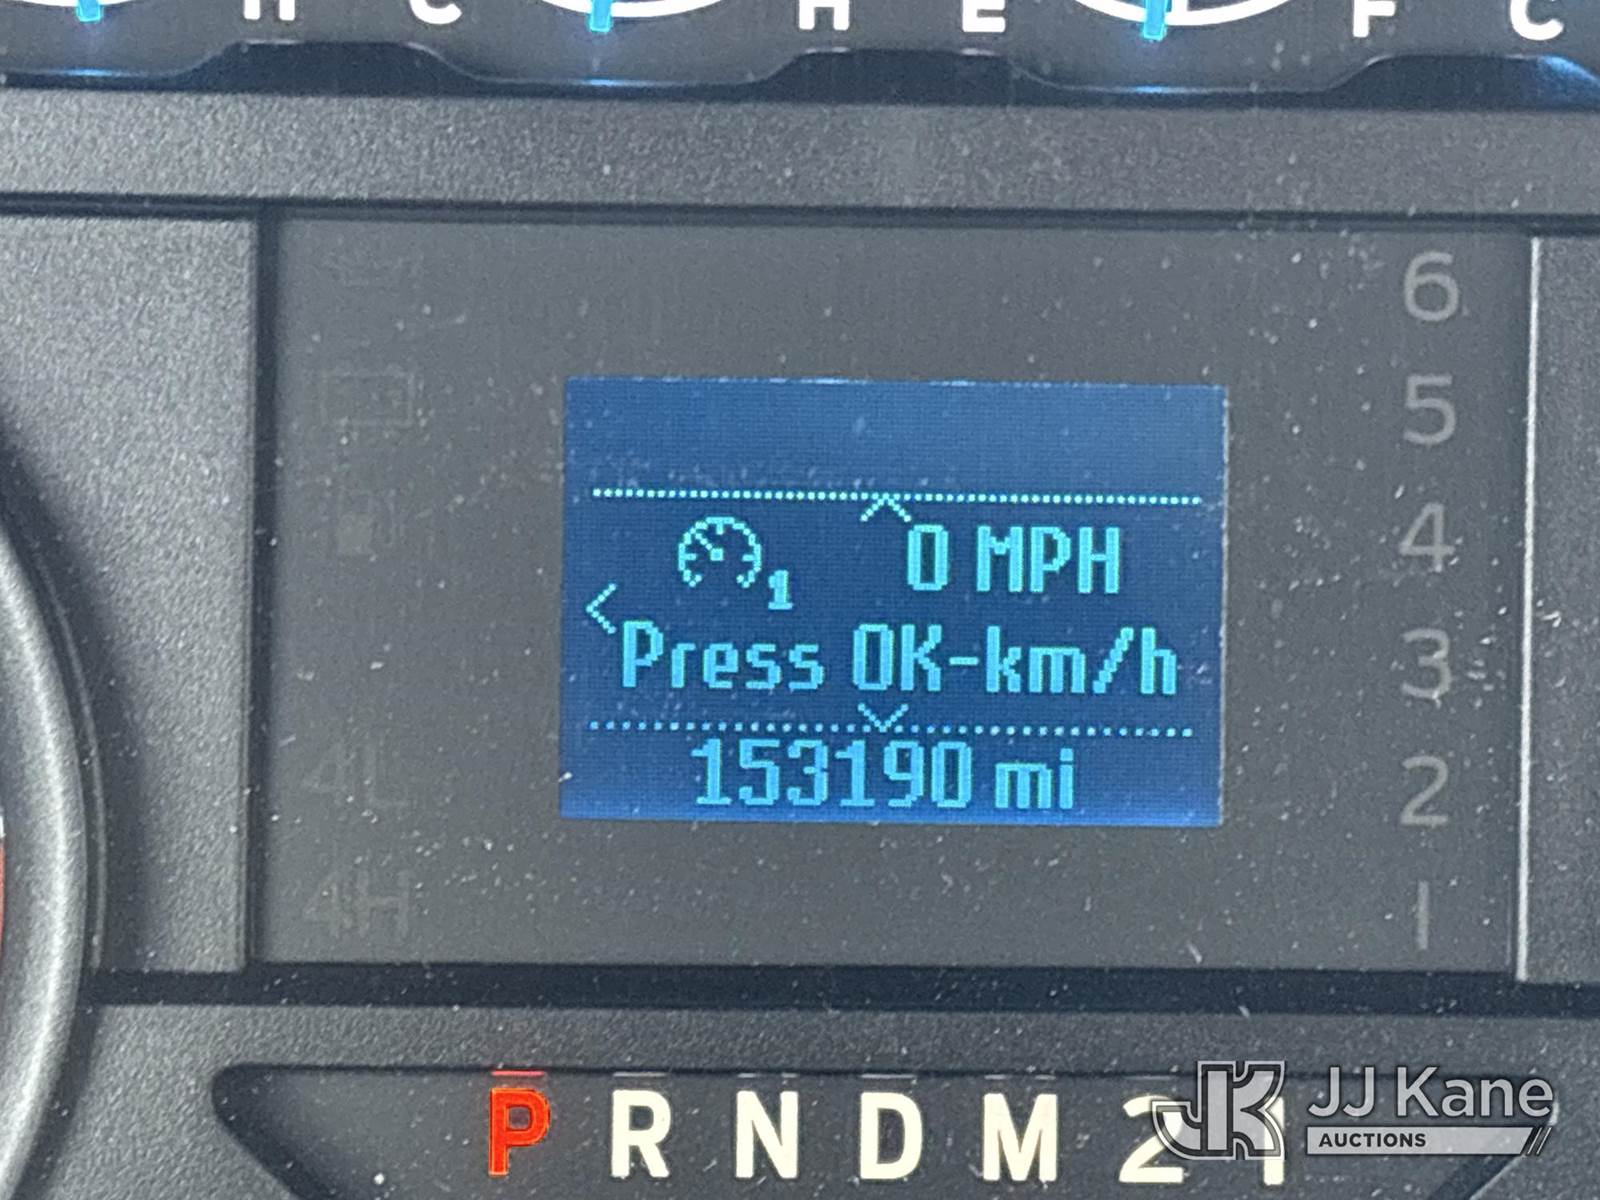 H C H E F C
6
5
4
3
2
1
0 MPH
1
Press OK-km/h
153190 mi
4L
4H
P R N D M 2 1
JK JJ Kane
AUCTIONS